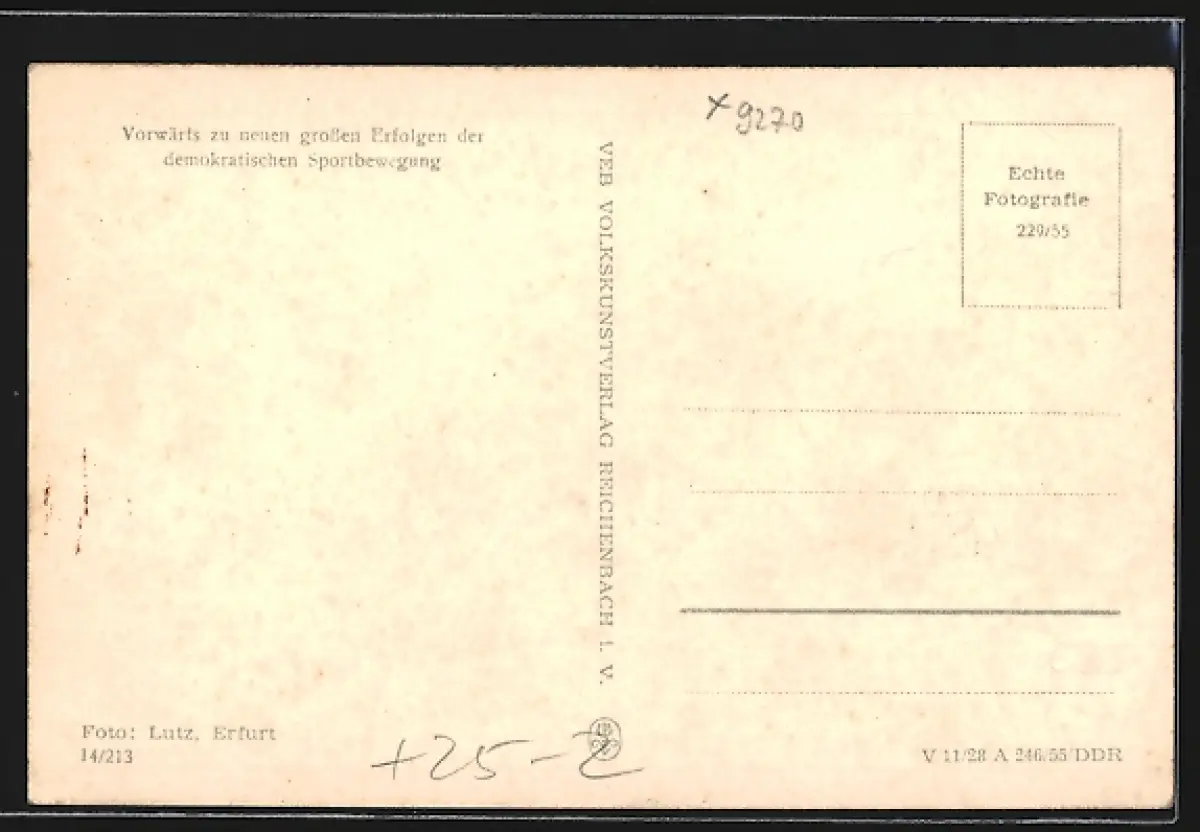 Vorwärts zu neuen großen Erfolgen der
demokratischen Sportbewegung
Foto: Lutz, Erfurt
14/213
+25-2
VEB VOLKSKUNSTVERLAG REICHENBACH i. V.
x 9270
Echte
Fotografie
229/55
V 11/28 A 246/55/DDR